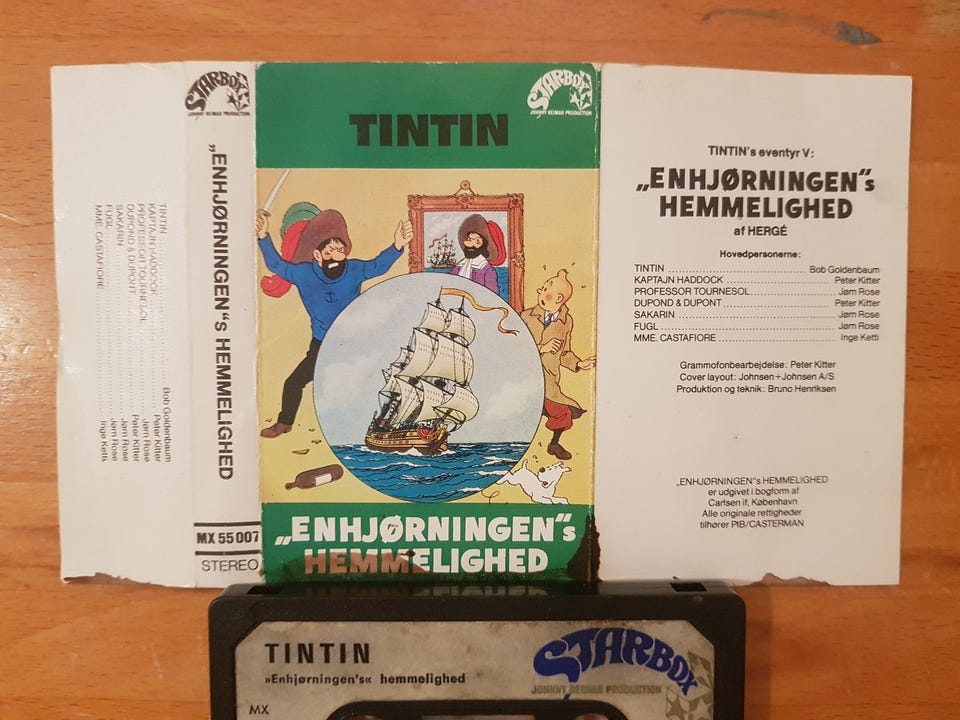 TINTIN
KAPTAJN HADDOCK
PROFESSOR TOURNESOL
DUPOND & DUPONT
SAKARIN
FUGL
MME. CASTAFIORE
Bob Goldenbaum
Peter Kitter
Jørn Rose
Peter Kitter
Jørn Rose
Jørn Rose
Inge Ketti
STARBOX
JOHNNY REIMAR PRODUCTION
„ENHJØRNINGEN“s HEMMELIGHED
MX 55 007
STEREO
TINTIN
STARBOX
JOHNNY REIMAR PRODUCTION
„ENHJØRNINGEN“s
HEMMELIGHED
TINTIN's eventyr V:
„ENHJØRNINGEN“s
HEMMELIGHED
af HERGÉ
Hovedpersonerne:
TINTIN ........ Bob Goldenbaum
KAPTAJN HADDOCK ........ Peter Kitter
PROFESSOR TOURNESOL ........ Jørn Rose
DUPOND & DUPONT ........ Peter Kitter
SAKARIN ........ Jørn Rose
FUGL ........ Jørn Rose
MME. CASTAFIORE ........ Inge Ketti
Grammofonbearbejdelse: Peter Kitter
Cover layout: Johnsen+Johnsen A/S
Produktion og teknik: Bruno Henriksen
„ENHJØRNINGEN“s HEMMELIGHED
er udgivet i bogform af
Carlsen if, København
Alle originale rettigheder
tilhører PIB/CASTERMAN
TINTIN
»Enhjørningen's« hemmelighed
STARBOX
JOHNNY REIMAR PRODUCTION
MX